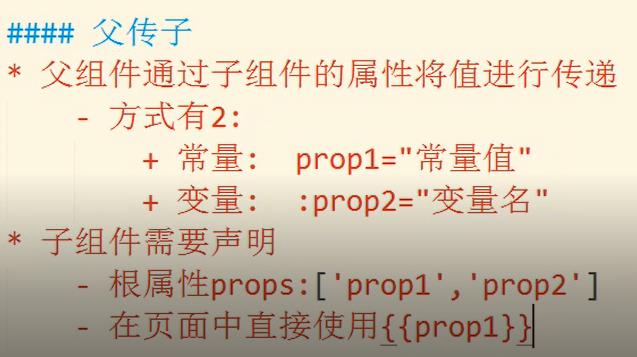 #### 父传子
* 父组件通过子组件的属性将值进行传递
- 方式有2:
+ 常量: prop1="常量值"
+ 变量: :prop2="变量名"
* 子组件需要声明
- 根属性props:['prop1','prop2']
- 在页面中直接使用{{prop1}}